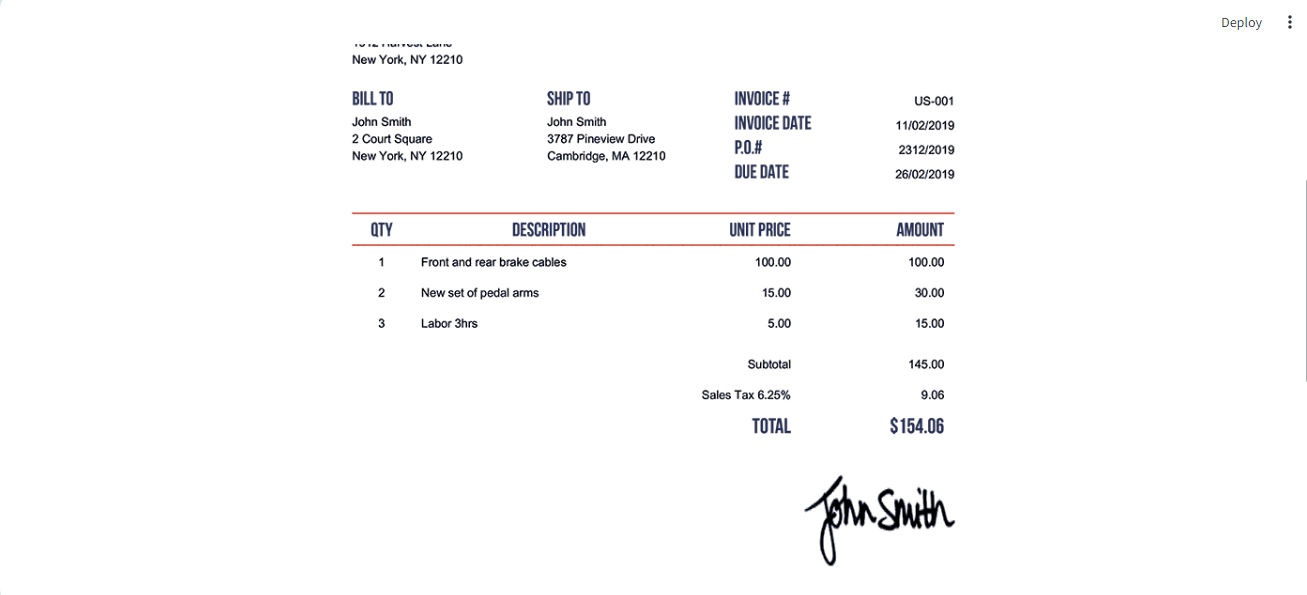 Deploy
New York, NY 12210
BILL TO
John Smith
2 Court Square
New York, NY 12210
SHIP TO
John Smith
3787 Pineview Drive
Cambridge, MA 12210
INVOICE # US-001
INVOICE DATE 11/02/2019
P.O.# 2312/2019
DUE DATE 26/02/2019
QTY DESCRIPTION UNIT PRICE AMOUNT
1 Front and rear brake cables 100.00 100.00
2 New set of pedal arms 15.00 30.00
3 Labor 3hrs 5.00 15.00
Subtotal 145.00
Sales Tax 6.25% 9.06
TOTAL $154.06
John Smith